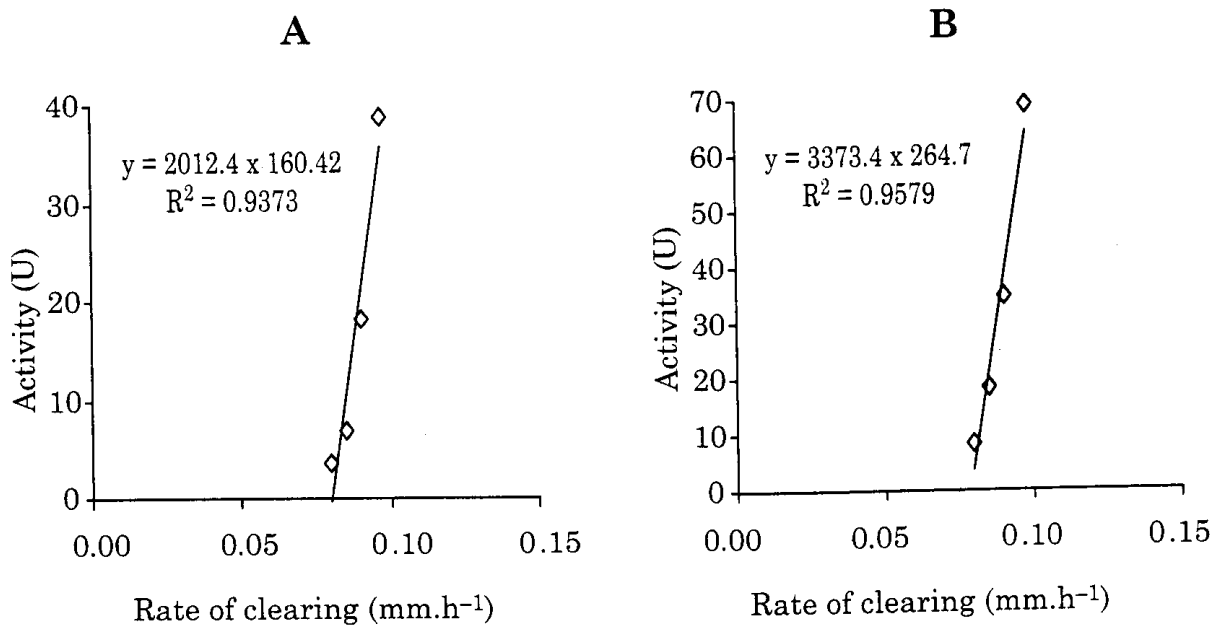 A
Activity (U)
40
30
20
10
0
y = 2012.4 x 160.42
R² = 0.9373
0.00 0.05 0.10 0.15
Rate of clearing (mm.h⁻¹)
B
Activity (U)
70
60
50
40
30
20
10
0
y = 3373.4 x 264.7
R² = 0.9579
0.00 0.05 0.10 0.15
Rate of clearing (mm.h⁻¹)